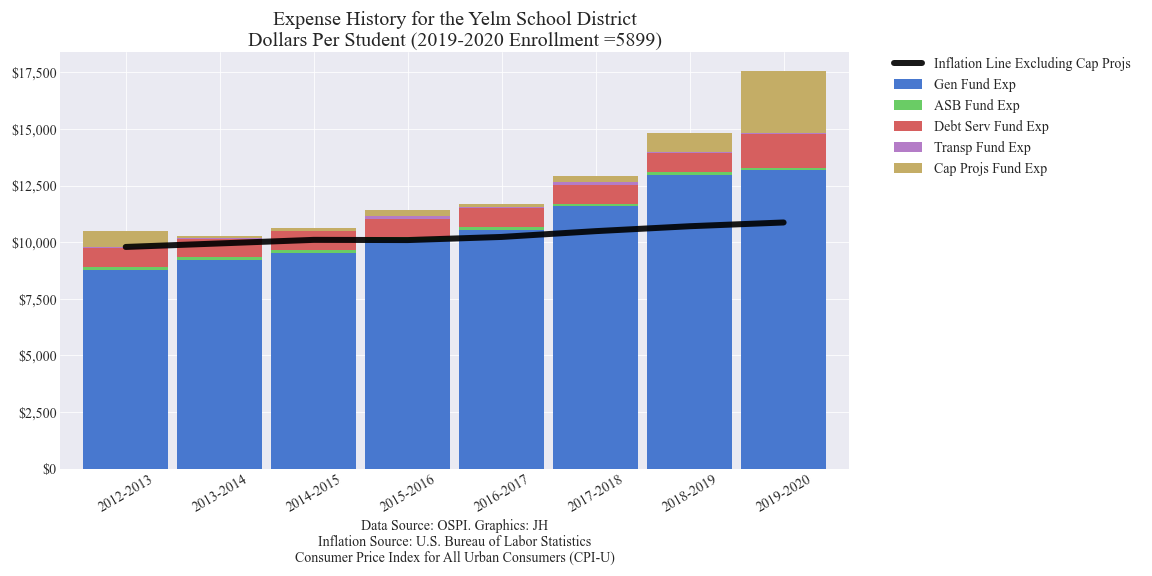 Expense History for the Yelm School District
Dollars Per Student (2019-2020 Enrollment =5899)
$17,500
$15,000
$12,500
$10,000
$7,500
$5,000
$2,500
$0
2012-2013
2013-2014
2014-2015
2015-2016
2016-2017
2017-2018
2018-2019
2019-2020
Inflation Line Excluding Cap Projs
Gen Fund Exp
ASB Fund Exp
Debt Serv Fund Exp
Transp Fund Exp
Cap Projs Fund Exp
Data Source: OSPI. Graphics: JH
Inflation Source: U.S. Bureau of Labor Statistics
Consumer Price Index for All Urban Consumers (CPI-U)